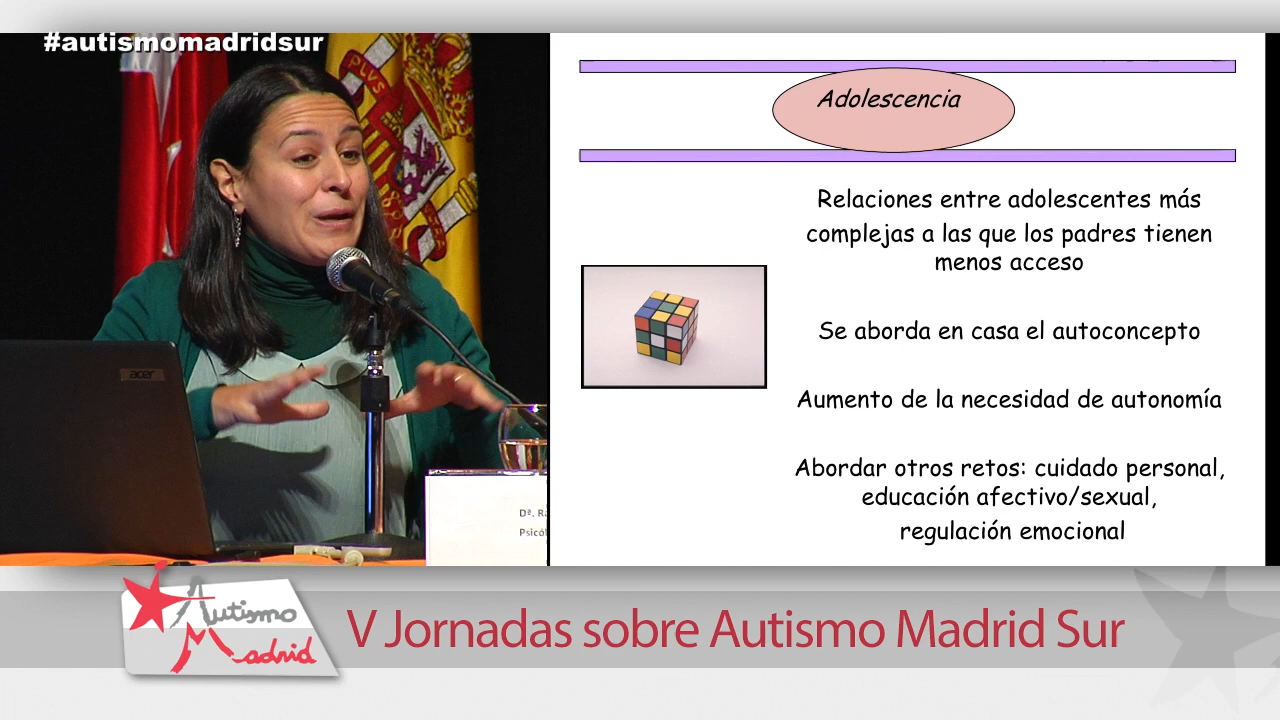 #autismomadridsur
PLVS
acer
Dª.
Adolescencia
Relaciones entre adolescentes más
complejas a las que los padres tienen
menos acceso
Se aborda en casa el autoconcepto
Aumento de la necesidad de autonomía
Abordar otros retos: cuidado personal,
educación afectivo/sexual,
regulación emocional
Autismo
Madrid
V Jornadas sobre Autismo Madrid Sur